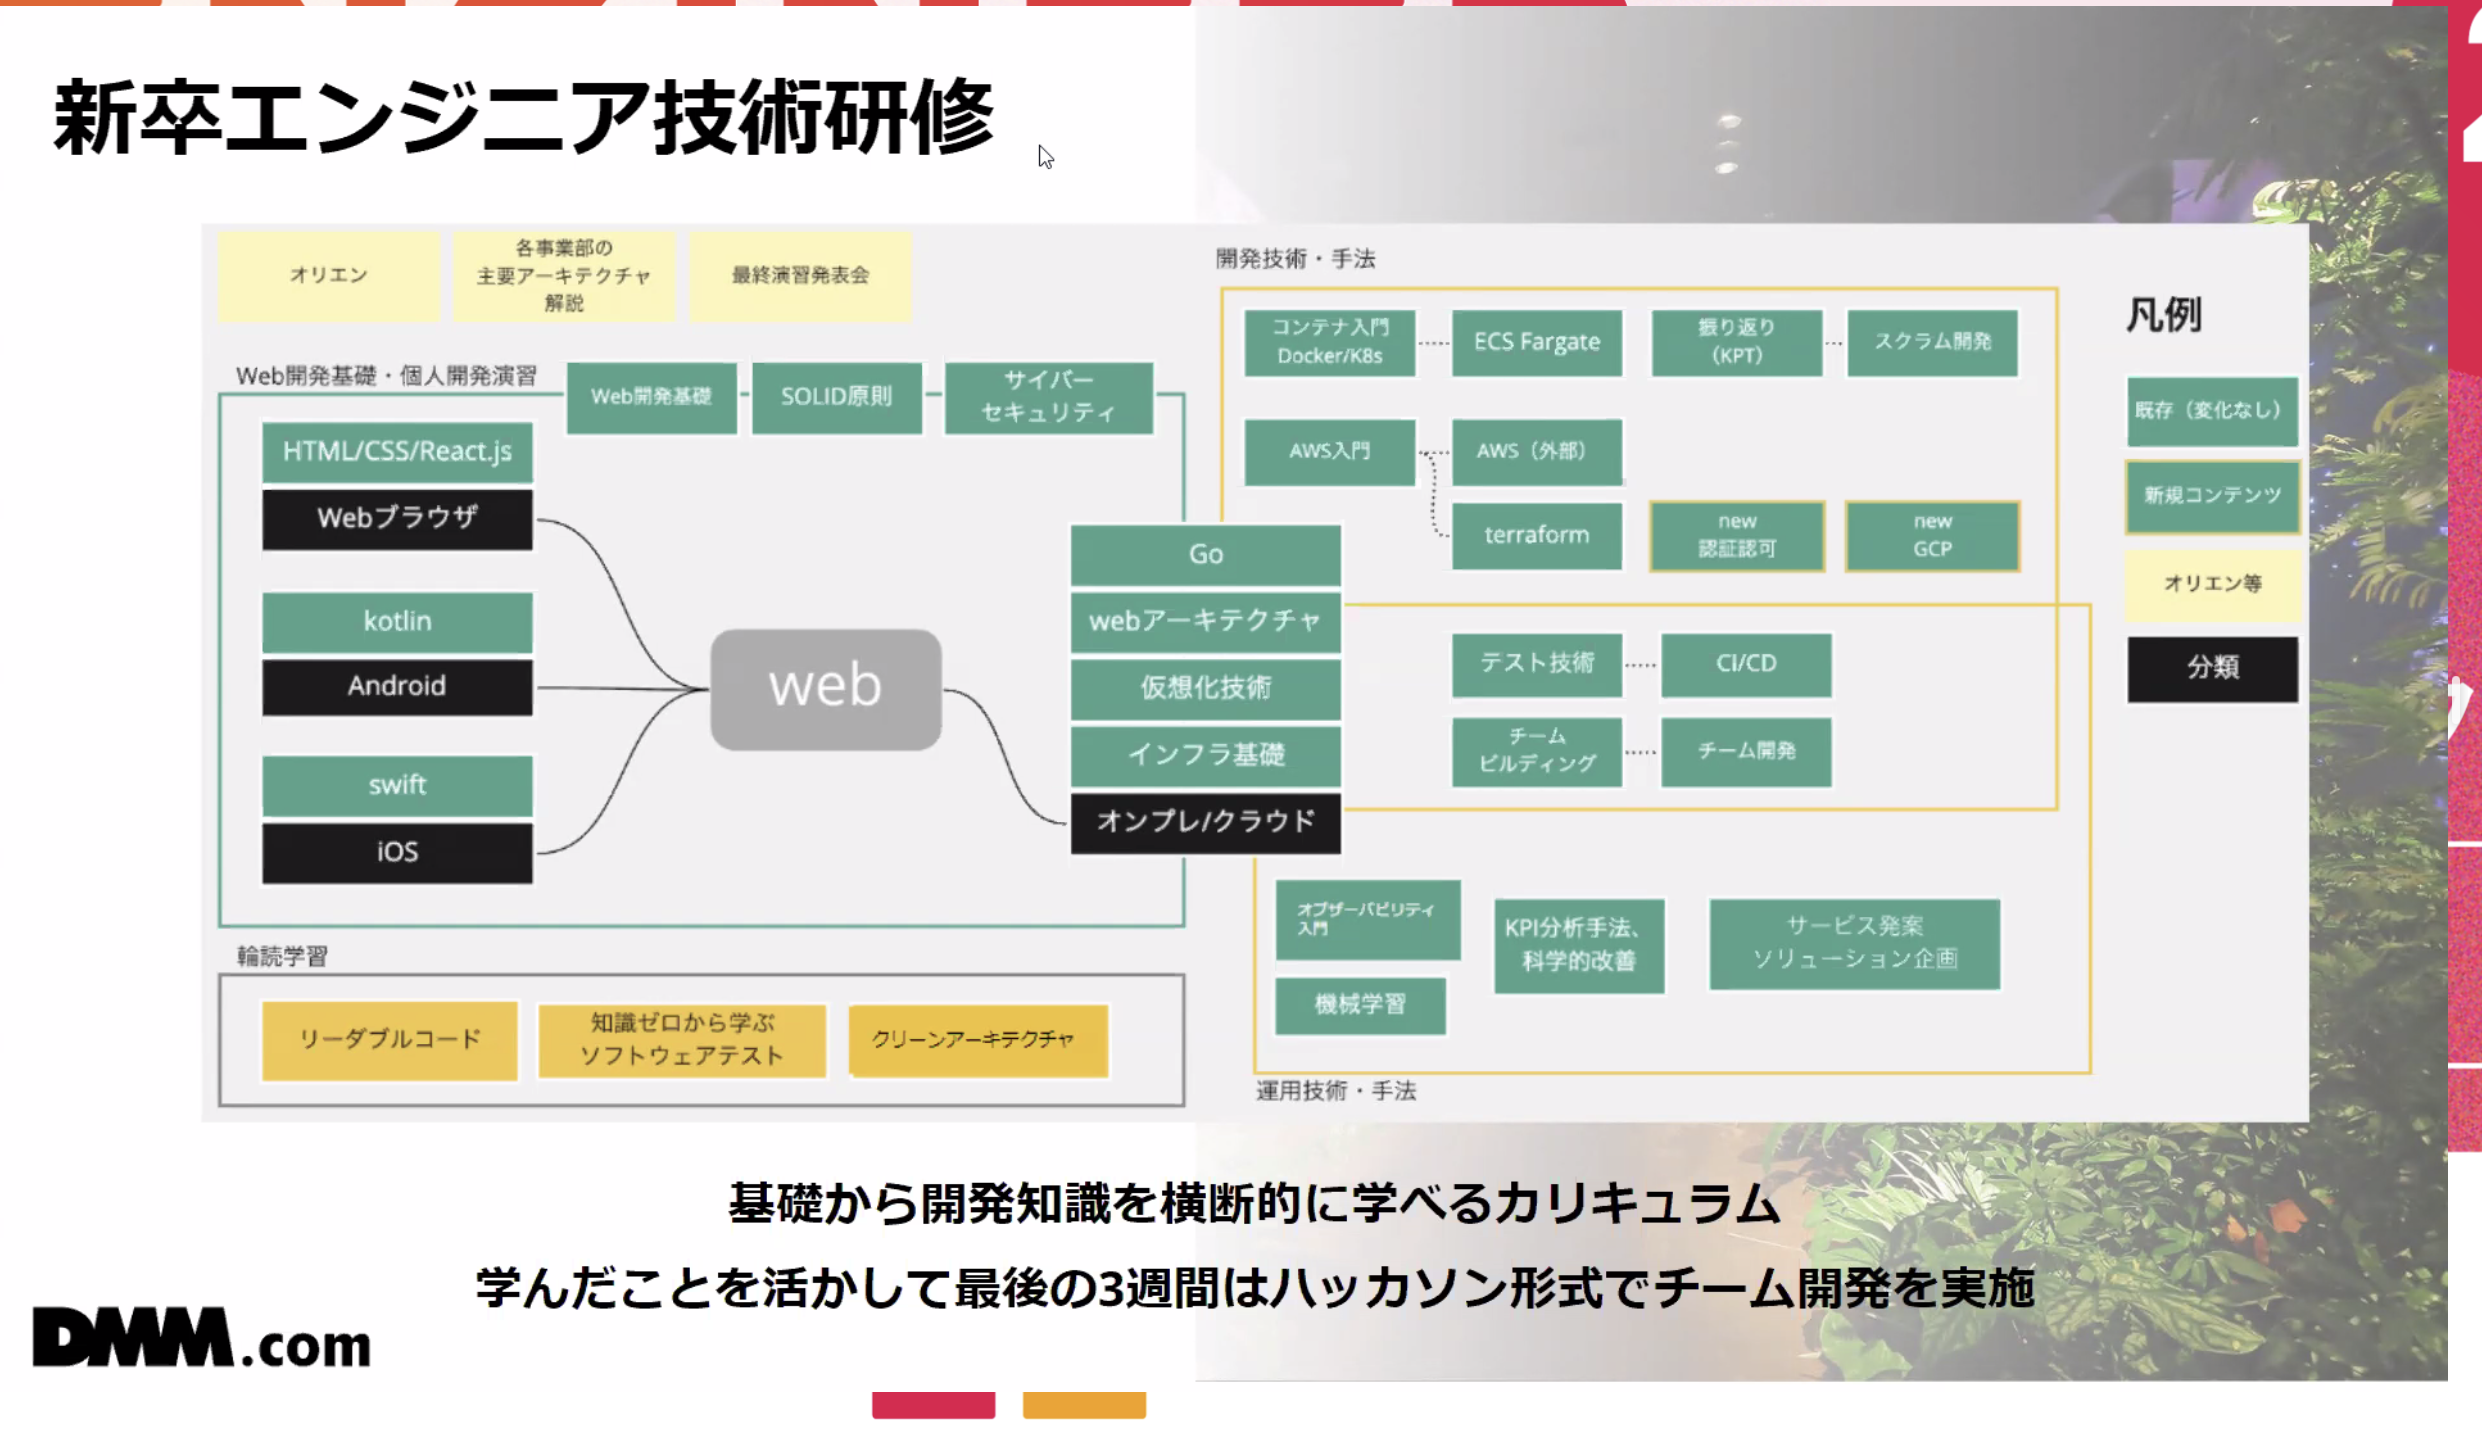 新卒エンジニア技術研修
オリエン
各事業部の
主要アーキテクチャ
解説
最終演習発表会
Web開発基礎・個人開発演習
Web開発基礎
SOLID原則
サイバー
セキュリティ
HTML/CSS/React.js
Webブラウザ
kotlin
Android
swift
iOS
web
Go
webアーキテクチャ
仮想化技術
インフラ基礎
オンプレ/クラウド
輪読学習
リーダブルコード
知識ゼロから学ぶ
ソフトウェアテスト
クリーンアーキテクチャ
開発技術・手法
コンテナ入門
Docker/K8s
ECS Fargate
振り返り
（KPT）
スクラム開発
AWS入門
AWS（外部）
terraform
new
認証認可
new
GCP
テスト技術
CI/CD
チーム
ビルディング
チーム開発
オブザーバビリティ
入門
KPI分析手法、
科学的改善
サービス発案
ソリューション企画
機械学習
運用技術・手法
凡例
既存（変化なし）
新規コンテンツ
オリエン等
分類
基礎から開発知識を横断的に学べるカリキュラム
学んだことを活かして最後の3週間はハッカソン形式でチーム開発を実施
DMM.com